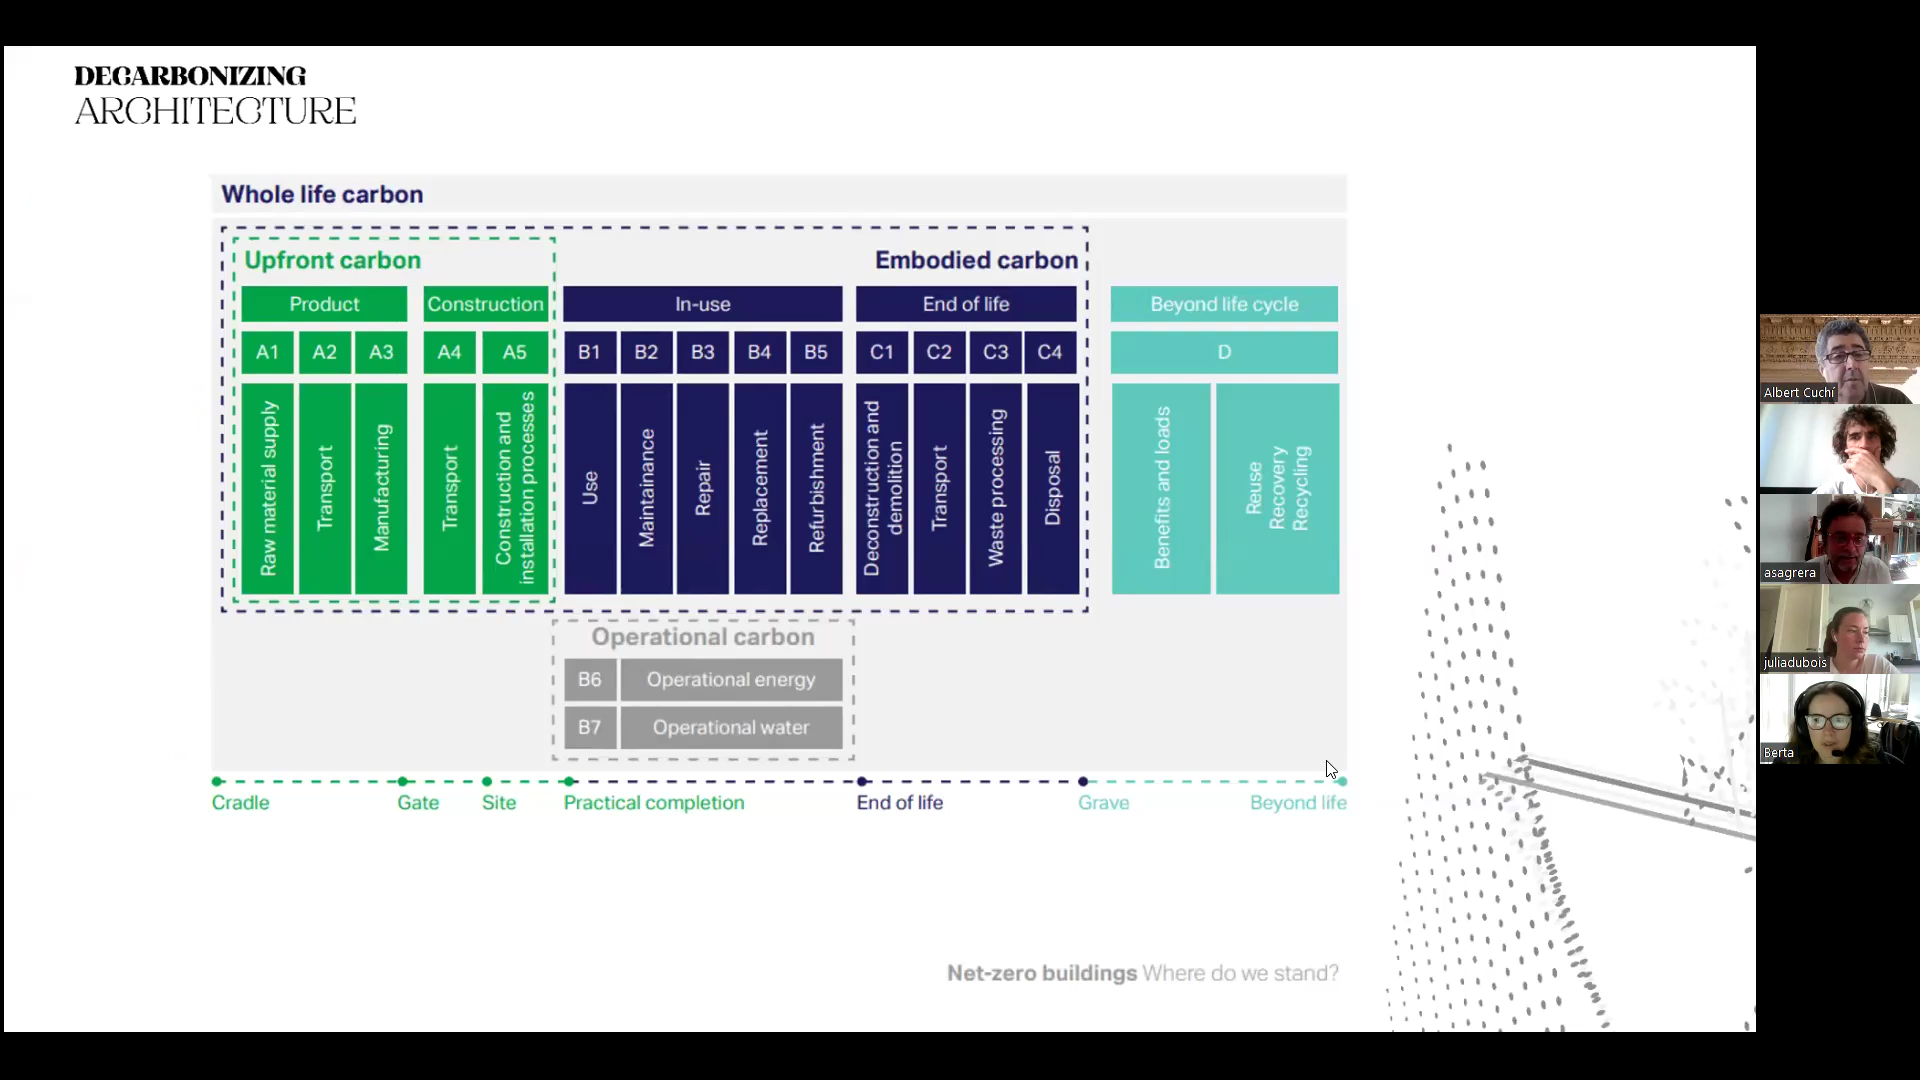 DECARBONIZING
ARCHITECTURE
Whole life carbon
Upfront carbon
Embodied carbon
Product
Construction
In-use
End of life
Beyond life cycle
A1
A2
A3
A4
A5
B1
B2
B3
B4
B5
C1
C2
C3
C4
D
Raw material supply
Transport
Manufacturing
Transport
Construction and
installation processes
Use
Maintainance
Repair
Replacement
Refurbishment
Deconstruction and
demolition
Transport
Waste processing
Disposal
Benefits and loads
Reuse
Recovery
Recycling
Operational carbon
B6
Operational energy
B7
Operational water
Cradle
Gate
Site
Practical completion
End of life
Grave
Beyond life
Net-zero buildings Where do we stand?
Albert Cuchí
asagrera
juliadubois
Berta